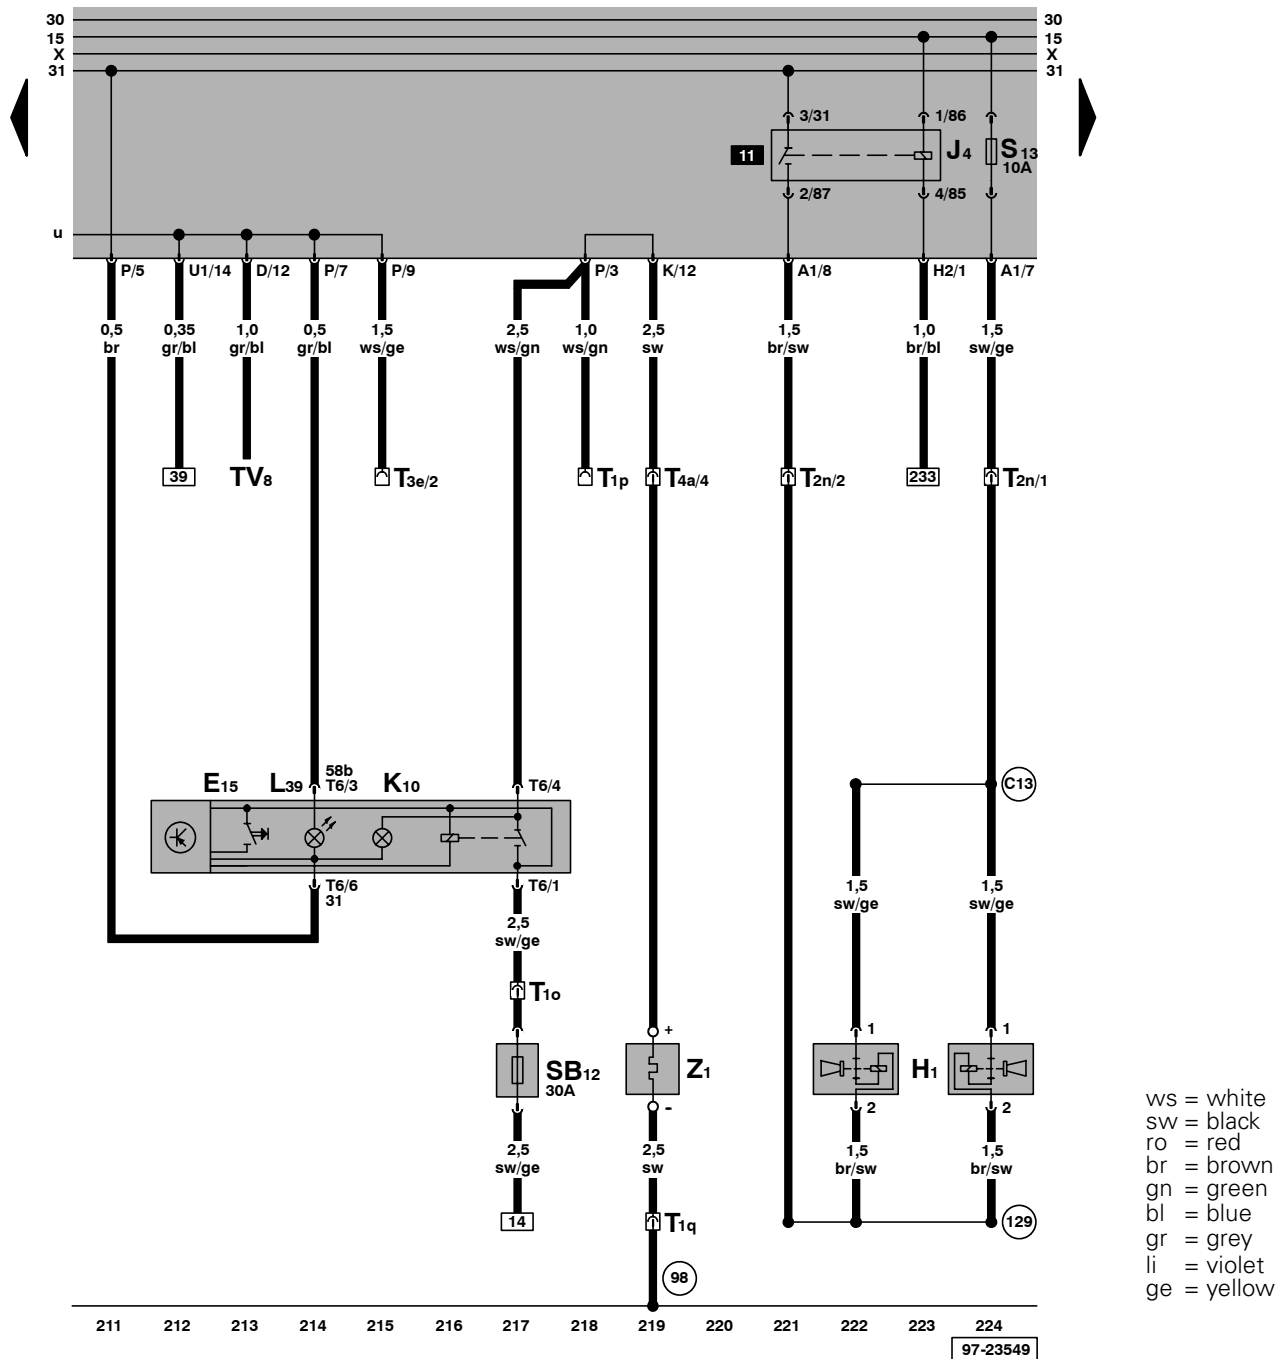 30 30
15 15
X X
31 31
3/31 1/86
11 J4 S13
10A
2/87 4/85
u
P/5 U1/14 D/12 P/7 P/9 P/3 K/12 A1/8 H2/1 A1/7
0,5 0,35 1,0 0,5 1,5 2,5 1,0 2,5 1,5 1,0 1,5
br gr/bl gr/bl gr/bl ws/ge ws/gn ws/gn sw br/sw br/bl sw/ge
39 TV8 T3e/2 T1p T4a/4 T2n/2 233 T2n/1
58b
E15 L39 T6/3 K10 T6/4 C13
T6/6 T6/1
31
1,5 1,5
sw/ge sw/ge
2,5
sw/ge
T1o
+ 1 1
SB12 Z1 H1
30A
- 2 2
2,5 2,5 1,5 1,5
sw/ge sw br/sw br/sw
14 T1q 129
98
211 212 213 214 215 216 217 218 219 220 221 222 223 224
97-23549
ws = white
sw = black
ro = red
br = brown
gn = green
bl = blue
gr = grey
li = violet
ge = yellow